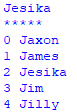 Jesika
*****
0 Jaxon
1 James
2 Jesika
3 Jim
4 Jilly